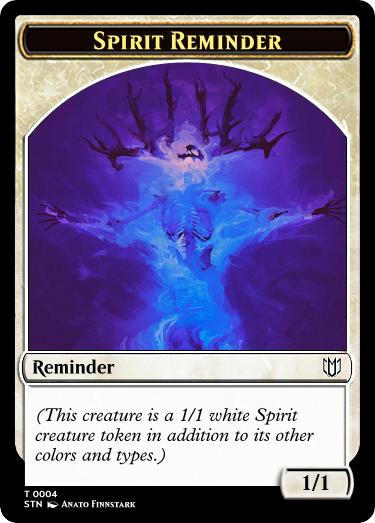 Spirit Reminder
Reminder
(This creature is a 1/1 white Spirit
creature token in addition to its other
colors and types.)
1/1
T 0004
STN Anato Finnstark